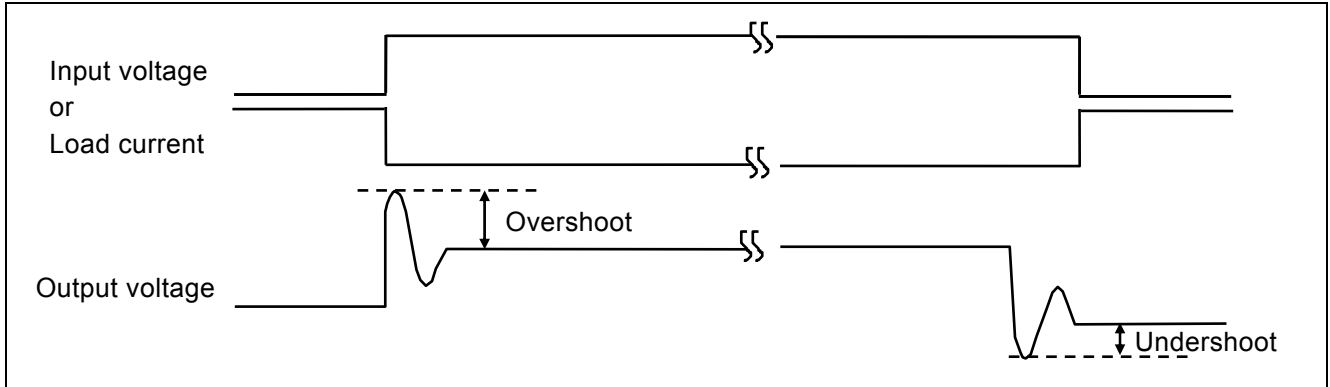 Input voltage
or
Load current
Overshoot
Output voltage
Undershoot